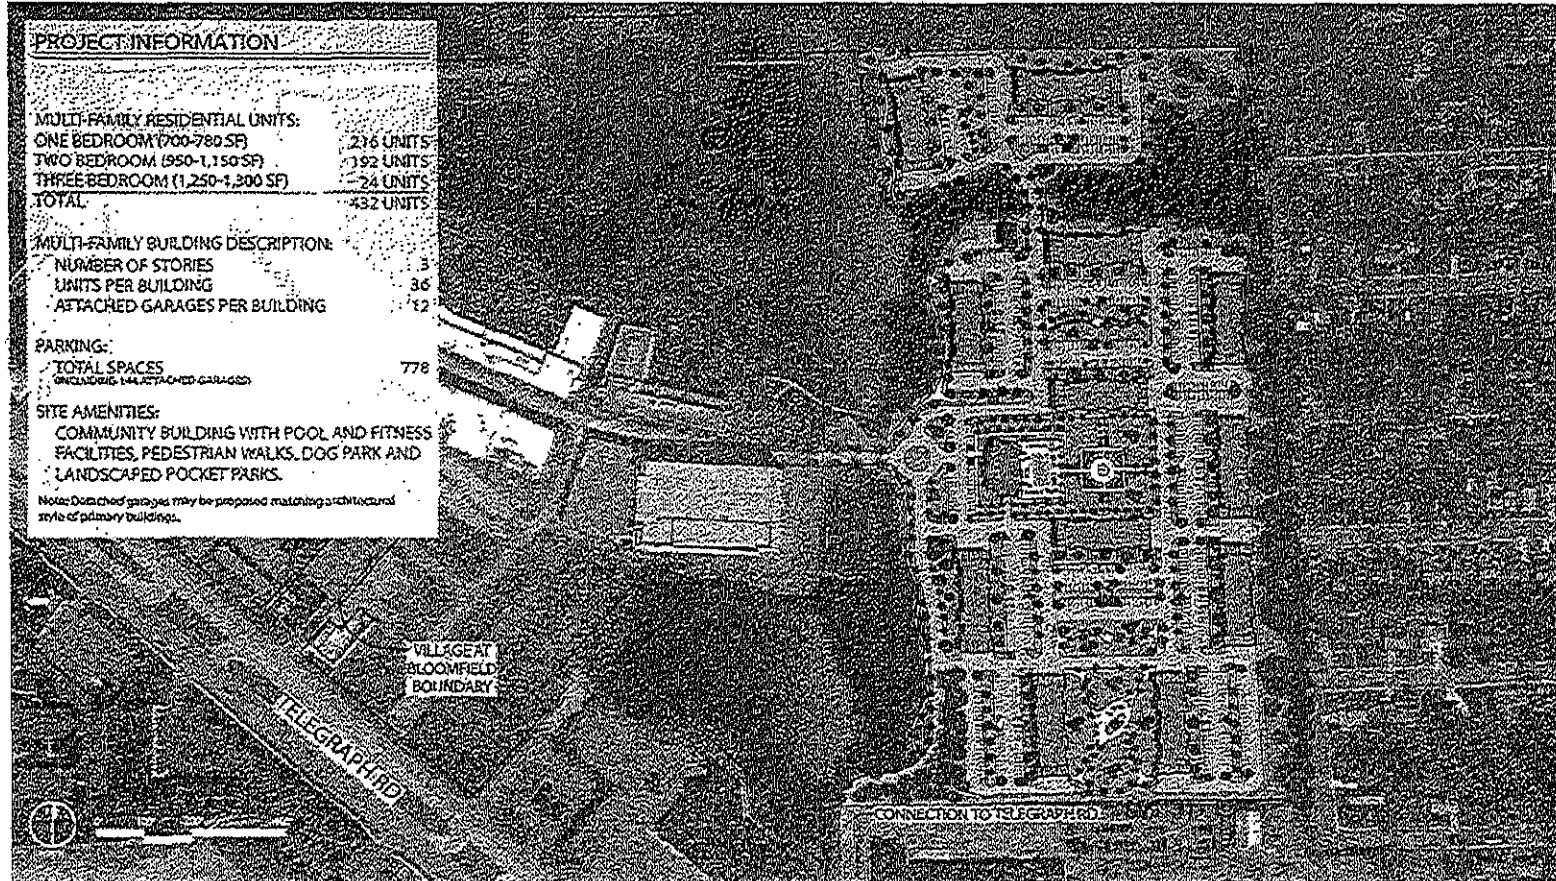 PROJECT INFORMATION
MULTI-FAMILY RESIDENTIAL UNITS:
ONE BEDROOM (700-780 SF) 216 UNITS
TWO BEDROOM (950-1,150 SF) 192 UNITS
THREE BEDROOM (1,250-1,300 SF) 24 UNITS
TOTAL 432 UNITS
MULTI-FAMILY BUILDING DESCRIPTION:
NUMBER OF STORIES 3
UNITS PER BUILDING 36
ATTACHED GARAGES PER BUILDING 12
PARKING:
TOTAL SPACES 778
(INCLUDING 144 ATTACHED GARAGES)
SITE AMENITIES:
COMMUNITY BUILDING WITH POOL AND FITNESS
FACILITIES, PEDESTRIAN WALKS, DOG PARK AND
LANDSCAPED POCKET PARKS.
Note: Detached garages may be proposed matching architectural
style of primary buildings.
VILLAGE AT
BLOOMFIELD
BOUNDARY
TELEGRAPH RD
CONNECTION TO TELEGRAPH RD